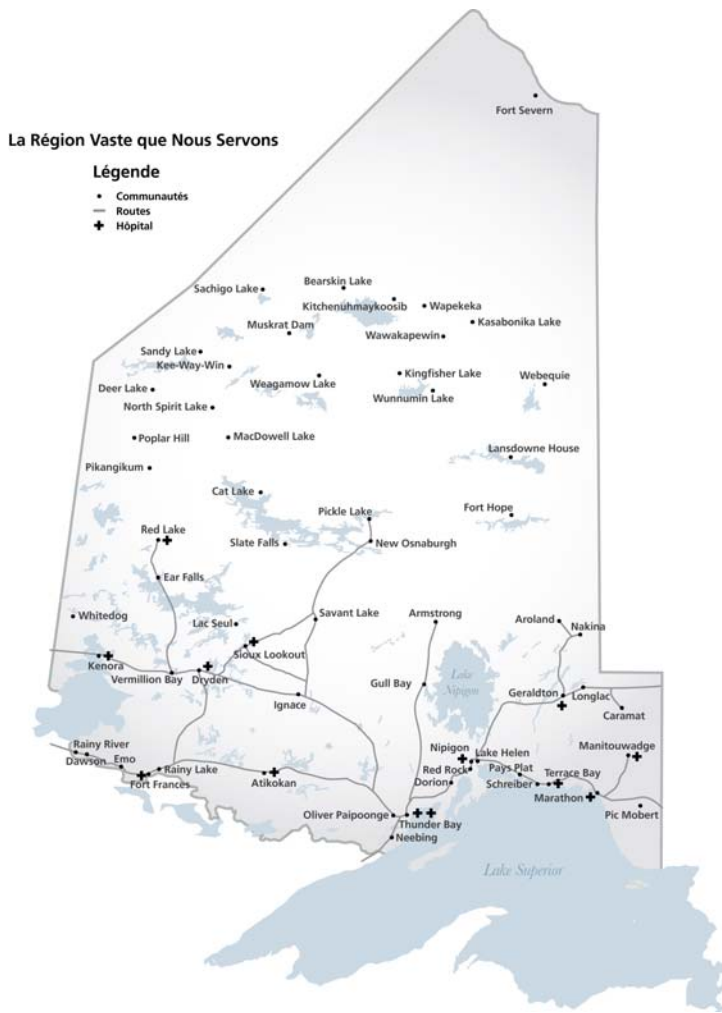 Fort Severn
La Région Vaste que Nous Servons
Légende
Communautés
Routes
Hôpital
Bearskin Lake
Sachigo Lake
Kitchenuhmaykoosib
Wapekeka
Kasabonika Lake
Muskrat Dam
Wawakapewin
Sandy Lake
Kee-Way-Win
Weagamow Lake
Kingfisher Lake
Webequie
Deer Lake
Wunnumin Lake
North Spirit Lake
Poplar Hill
MacDowell Lake
Lansdowne House
Pikangikum
Cat Lake
Pickle Lake
Fort Hope
Red Lake
Slate Falls
New Osnaburgh
Ear Falls
Whitedog
Lac Seul
Savant Lake
Armstrong
Aroland
Nakina
Sioux Lookout
Kenora
Vermillion Bay
Dryden
Lake
Nipigon
Gull Bay
Ignace
Geraldton
Longlac
Caramat
Rainy River
Dawson
Emo
Nipigon
Lake Helen
Manitouwadge
Rainy Lake
Red Rock
Pays Plat
Terrace Bay
Fort Frances
Atikokan
Dorion
Schreiber
Marathon
Oliver Paipoonge
Thunder Bay
Pic Mobert
Neebing
Lake Superior